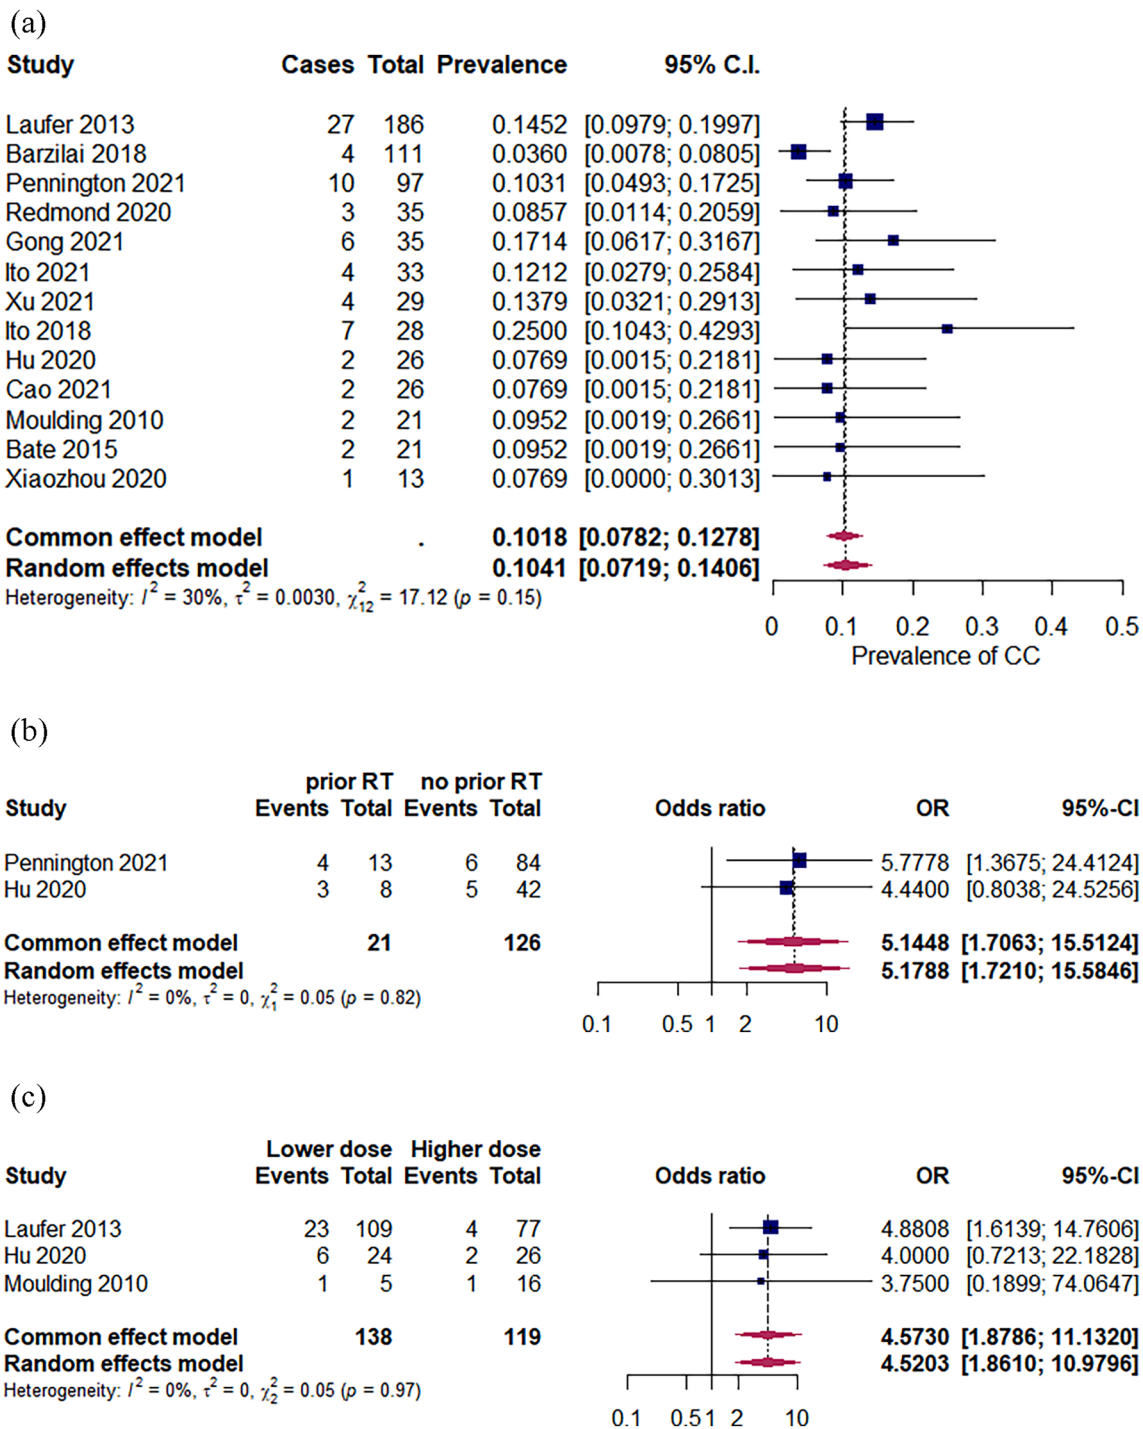 (a)
Study Cases Total Prevalence 95% C.I.
Laufer 2013 27 186 0.1452 [0.0979; 0.1997]
Barzilai 2018 4 111 0.0360 [0.0078; 0.0805]
Pennington 2021 10 97 0.1031 [0.0493; 0.1725]
Redmond 2020 3 35 0.0857 [0.0114; 0.2059]
Gong 2021 6 35 0.1714 [0.0617; 0.3167]
Ito 2021 4 33 0.1212 [0.0279; 0.2584]
Xu 2021 4 29 0.1379 [0.0321; 0.2913]
Ito 2018 7 28 0.2500 [0.1043; 0.4293]
Hu 2020 2 26 0.0769 [0.0015; 0.2181]
Cao 2021 2 26 0.0769 [0.0015; 0.2181]
Moulding 2010 2 21 0.0952 [0.0019; 0.2661]
Bate 2015 2 21 0.0952 [0.0019; 0.2661]
Xiaozhou 2020 1 13 0.0769 [0.0000; 0.3013]
Common effect model . 0.1018 [0.0782; 0.1278]
Random effects model 0.1041 [0.0719; 0.1406]
Heterogeneity: I² = 30%, τ² = 0.0030, χ²₁₂ = 17.12 (p = 0.15)
0 0.1 0.2 0.3 0.4 0.5
Prevalence of CC
(b)
prior RT no prior RT
Study Events Total Events Total Odds ratio OR 95%-CI
Pennington 2021 4 13 6 84 5.7778 [1.3675; 24.4124]
Hu 2020 3 8 5 42 4.4400 [0.8038; 24.5256]
Common effect model 21 126 5.1448 [1.7063; 15.5124]
Random effects model 5.1788 [1.7210; 15.5846]
Heterogeneity: I² = 0%, τ² = 0, χ²₁ = 0.05 (p = 0.82)
0.1 0.5 1 2 10
(c)
Lower dose Higher dose
Study Events Total Events Total Odds ratio OR 95%-CI
Laufer 2013 23 109 4 77 4.8808 [1.6139; 14.7606]
Hu 2020 6 24 2 26 4.0000 [0.7213; 22.1828]
Moulding 2010 1 5 1 16 3.7500 [0.1899; 74.0647]
Common effect model 138 119 4.5730 [1.8786; 11.1320]
Random effects model 4.5203 [1.8610; 10.9796]
Heterogeneity: I² = 0%, τ² = 0, χ²₂ = 0.05 (p = 0.97)
0.1 0.5 1 2 10